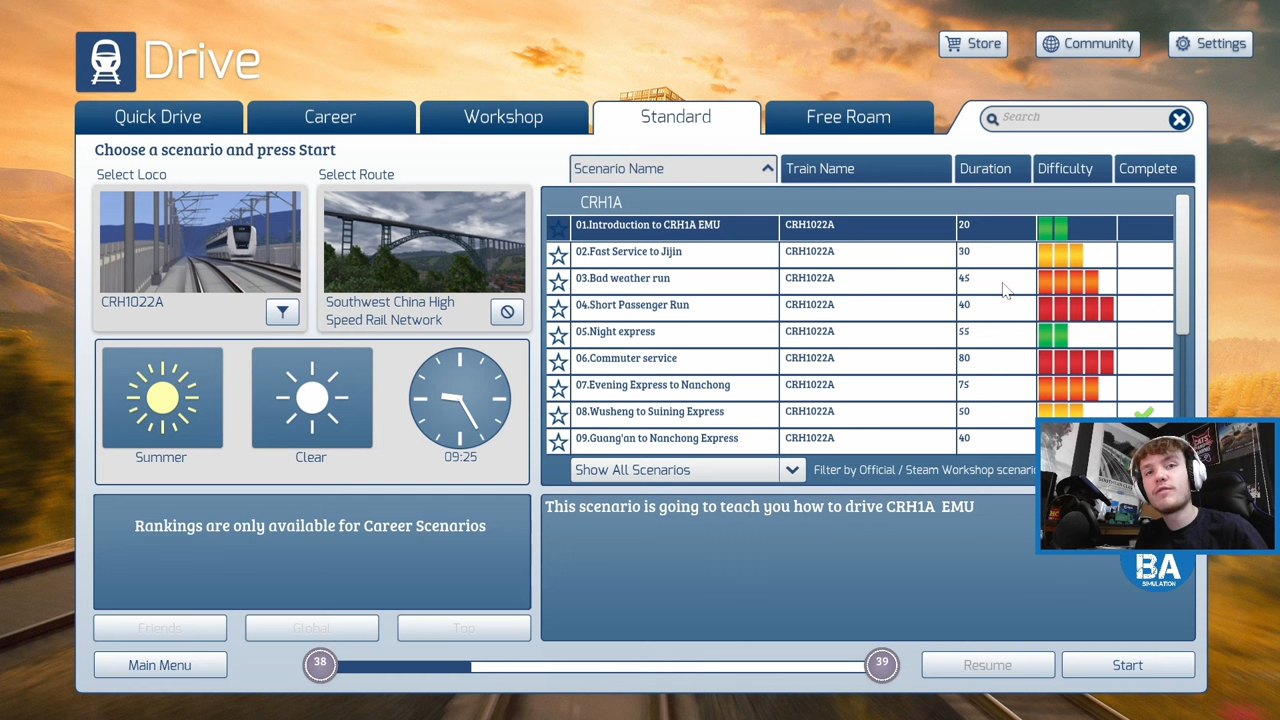 Drive
Store
Community
Settings
Quick Drive
Career
Workshop
Standard
Free Roam
Search
Choose a scenario and press Start
Select Loco
Select Route
CRH1022A
Southwest China High
Speed Rail Network
Summer
Clear
09:25
Rankings are only available for Career Scenarios
Friends
Global
Top
Scenario Name
Train Name
Duration
Difficulty
Complete
CRH1A
01.Introduction to CRH1A EMU CRH1022A 20
02.Fast Service to Jijin CRH1022A 30
03.Bad weather run CRH1022A 45
04.Short Passenger Run CRH1022A 40
05.Night express CRH1022A 55
06.Commuter service CRH1022A 80
07.Evening Express to Nanchong CRH1022A 75
08.Wusheng to Suining Express CRH1022A 50
09.Guang'an to Nanchong Express CRH1022A 40
Show All Scenarios
Filter by Official / Steam Workshop scenario
This scenario is going to teach you how to drive CRH1A EMU
BA
SIMULATION
Main Menu
38
39
Resume
Start